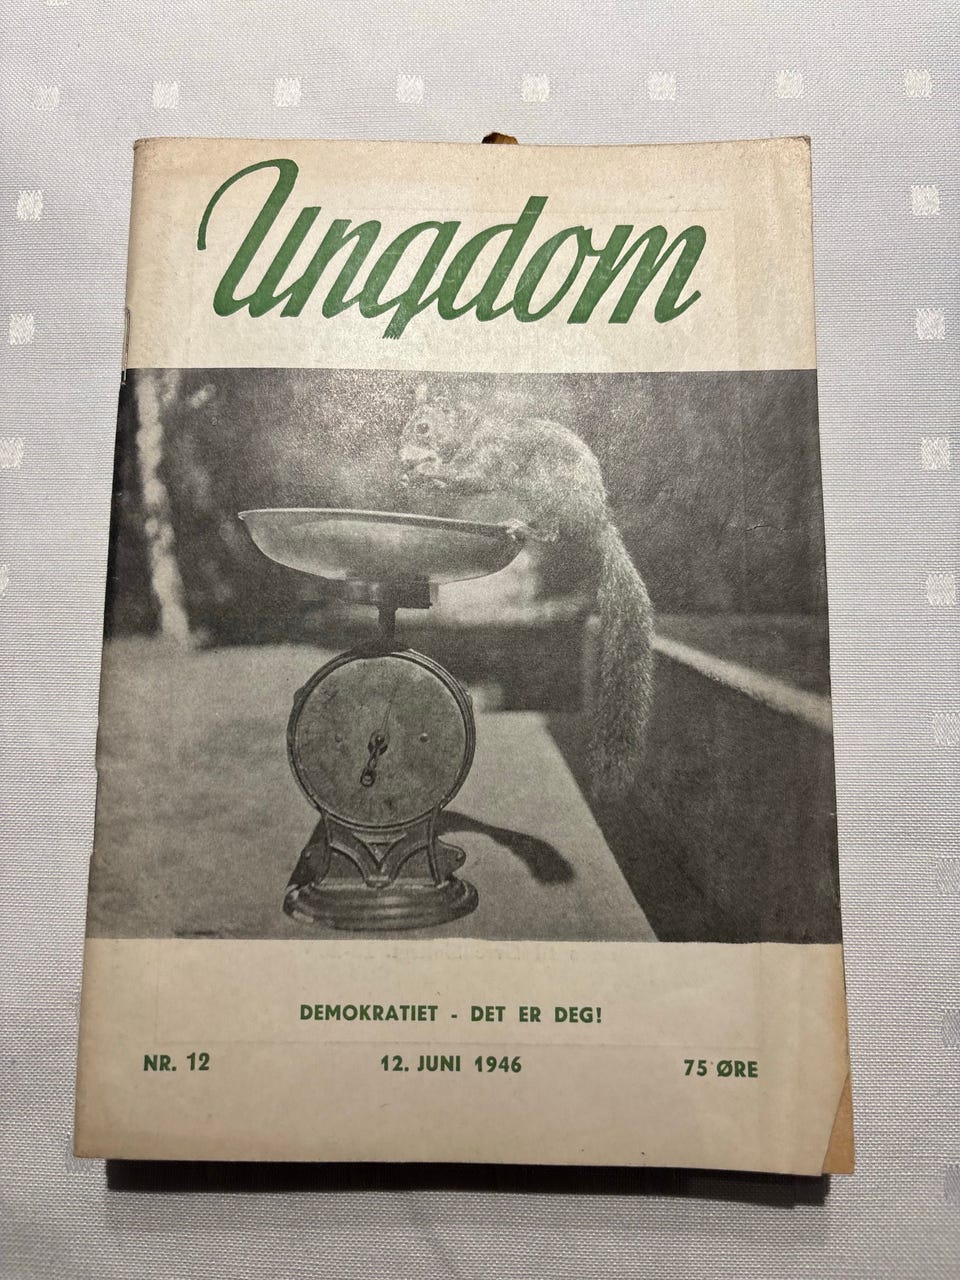 Ungdom
DEMOKRATIET - DET ER DEG!
NR. 12 12. JUNI 1946 75 ØRE